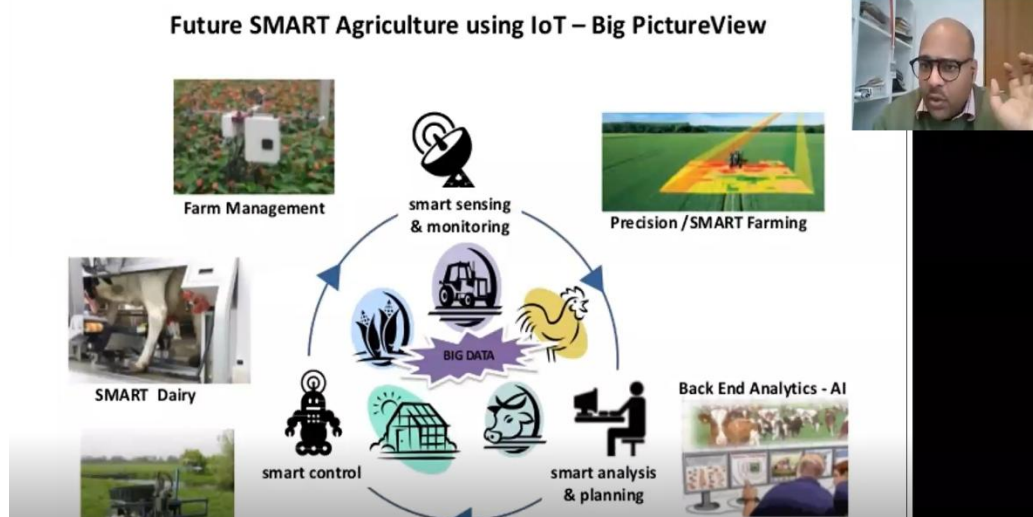 Future SMART Agriculture using IoT – Big PictureView
Farm Management
smart sensing
& monitoring
Precision /SMART Farming
BIG DATA
SMART Dairy
Back End Analytics - AI
smart control
smart analysis
& planning